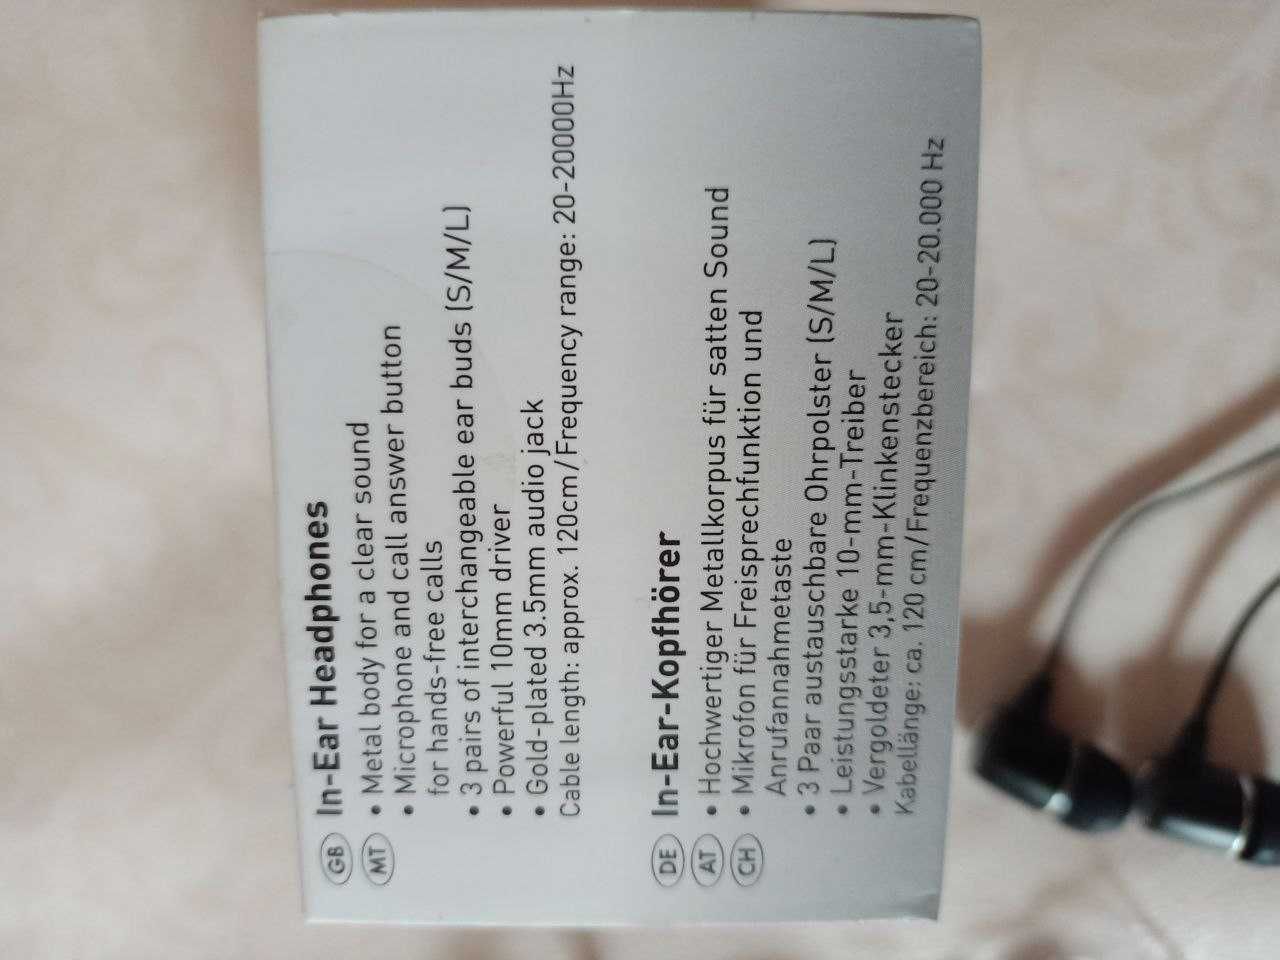 GB In-Ear Headphones
MT • Metal body for a clear sound
• Microphone and call answer button
for hands-free calls
• 3 pairs of interchangeable ear buds (S/M/L)
• Powerful 10mm driver
• Gold-plated 3.5mm audio jack
Cable length: approx. 120cm/Frequency range: 20-20000Hz
DE In-Ear-Kopfhörer
AT • Hochwertiger Metallkorpus für satten Sound
CH • Mikrofon für Freisprechfunktion und
Anrufannahmetaste
• 3 Paar austauschbare Ohrpolster (S/M/L)
• Leistungsstarke 10-mm-Treiber
• Vergoldeter 3,5-mm-Klinkenstecker
Kabellänge: ca. 120 cm/Frequenzbereich: 20-20.000 Hz